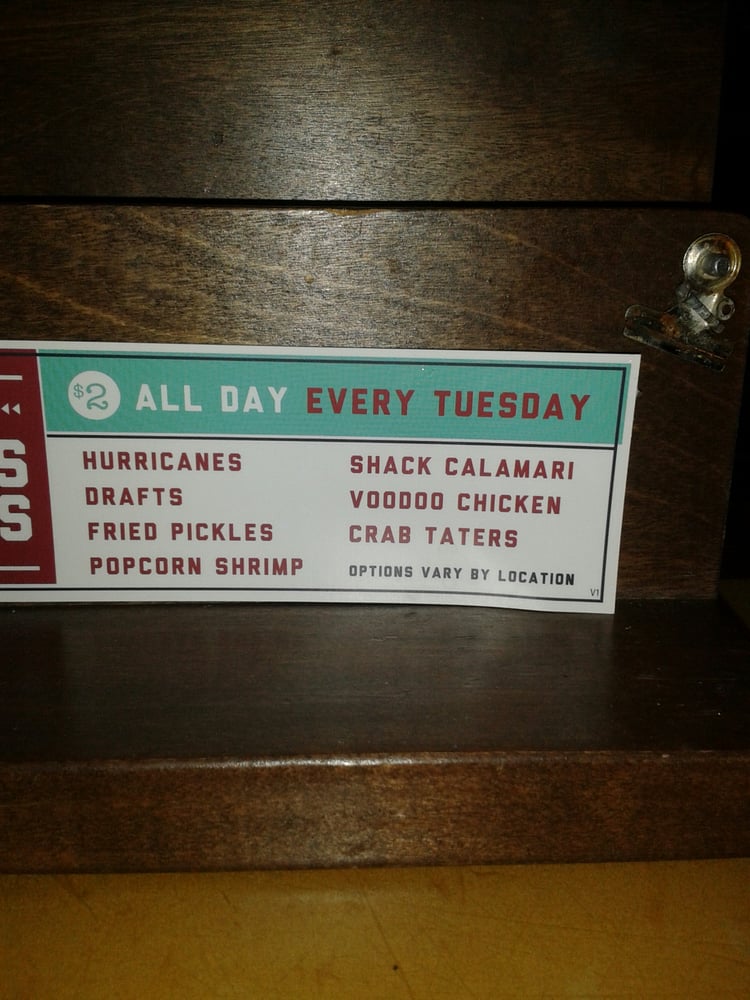 $2 ALL DAY EVERY TUESDAY
HURRICANES
DRAFTS
FRIED PICKLES
POPCORN SHRIMP
SHACK CALAMARI
VOODOO CHICKEN
CRAB TATERS
OPTIONS VARY BY LOCATION
V1
S
S